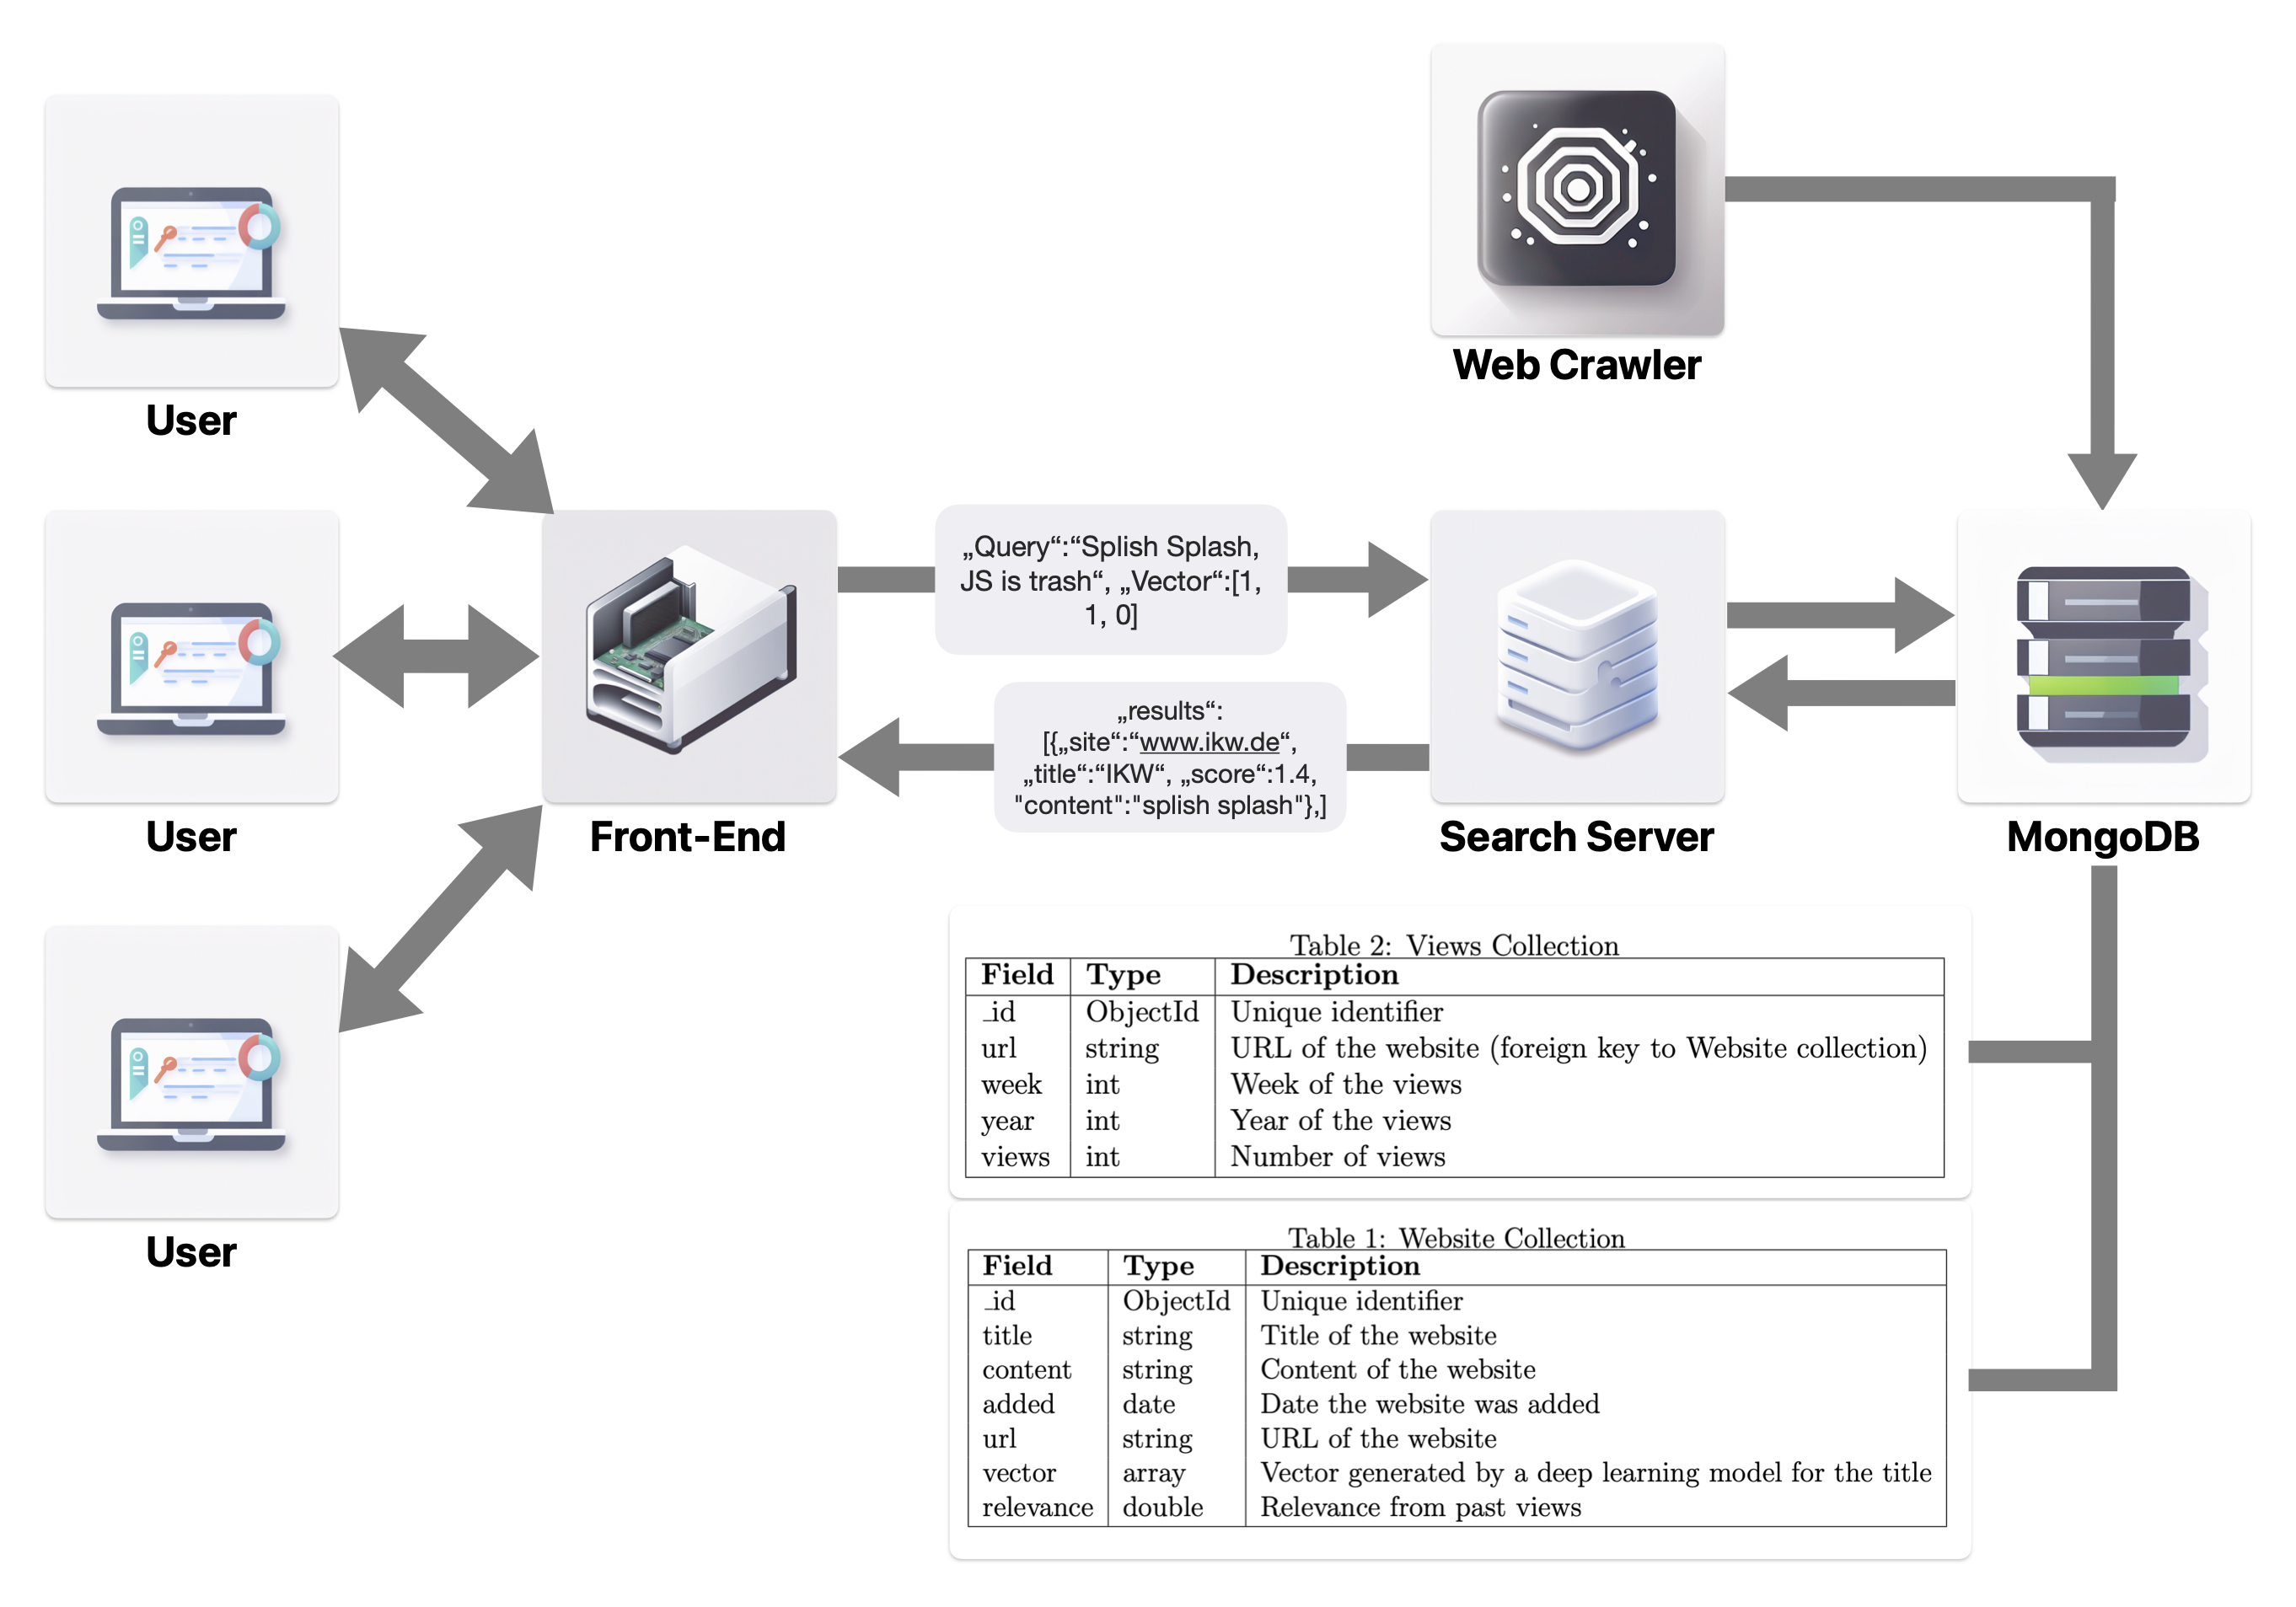 Web Crawler
User
„Query“:“Splish Splash,
JS is trash“, „Vector“:[1,
1, 0]
„results“:
[{„site“:“www.ikw.de“,
„title“:“IKW“, „score“:1.4,
"content":"splish splash"},]
User
Front-End
Search Server
MongoDB
User
Table 2: Views Collection
Field Type Description
_id ObjectId Unique identifier
url string URL of the website (foreign key to Website collection)
week int Week of the views
year int Year of the views
views int Number of views
Table 1: Website Collection
Field Type Description
_id ObjectId Unique identifier
title string Title of the website
content string Content of the website
added date Date the website was added
url string URL of the website
vector array Vector generated by a deep learning model for the title
relevance double Relevance from past views